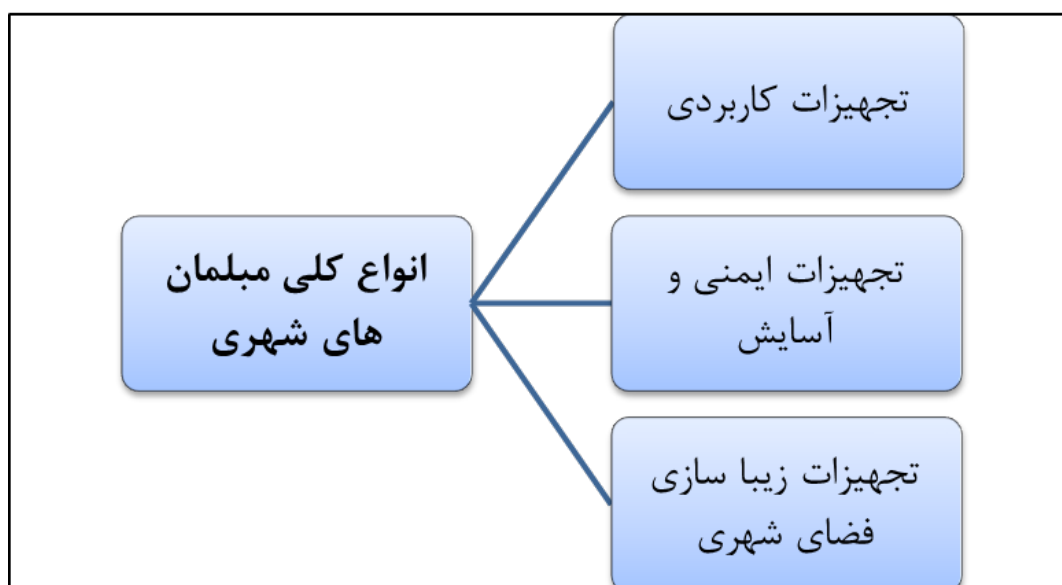 تجهیزات کاربردی
انواع کلی مبلمان
های شهری
تجهیزات ایمنی و
آسایش
تجهیزات زیبا سازی
فضای شهری